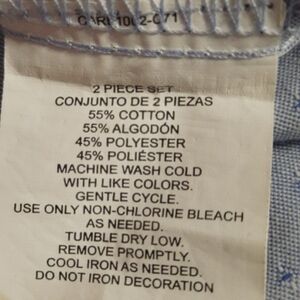 2 PIECE SET
CONJUNTO DE 2 PIEZAS
55% COTTON
55% ALGODÓN
45% POLYESTER
45% POLIÉSTER
MACHINE WASH COLD
WITH LIKE COLORS.
GENTLE CYCLE.
USE ONLY NON-CHLORINE BLEACH
AS NEEDED.
TUMBLE DRY LOW.
REMOVE PROMPTLY.
COOL IRON AS NEEDED.
DO NOT IRON DECORATION